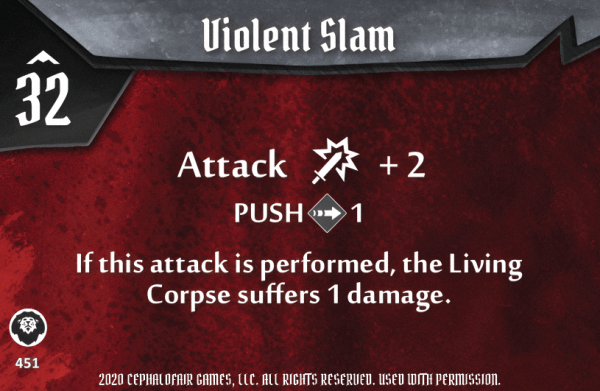 Violent Slam
32
Attack + 2
PUSH 1
If this attack is performed, the Living
Corpse suffers 1 damage.
451
2020 CEPHALOFAIR GAMES, LLC. ALL RIGHTS RESERVED. USED WITH PERMISSION.